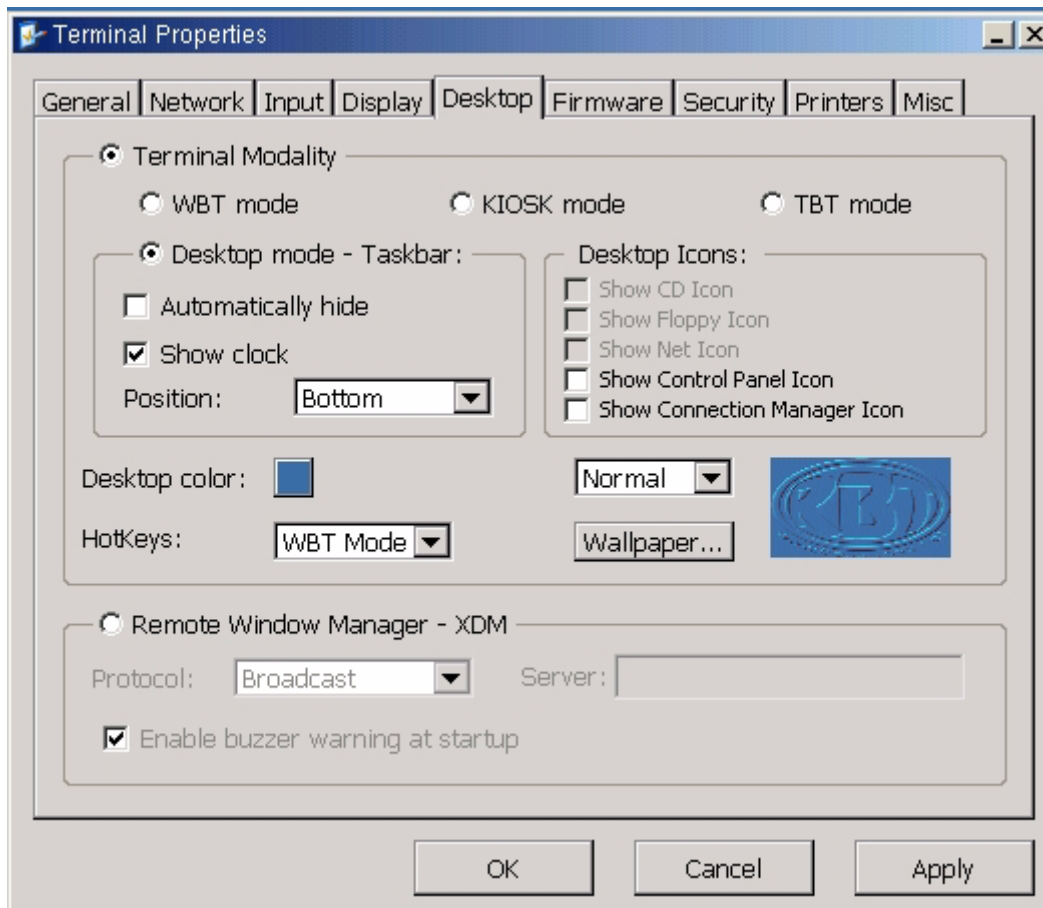 Terminal Properties
General Network Input Display Desktop Firmware Security Printers Misc
Terminal Modality
WBT mode KIOSK mode TBT mode
Desktop mode - Taskbar: Desktop Icons:
Show CD Icon
Automatically hide
Show Floppy Icon
Show Net Icon
Show clock
Show Control Panel Icon
Position: Bottom
Show Connection Manager Icon
Desktop color: Normal
HotKeys: WBT Mode Wallpaper...
Remote Window Manager - XDM
Protocol: Broadcast Server:
Enable buzzer warning at startup
OK Cancel Apply